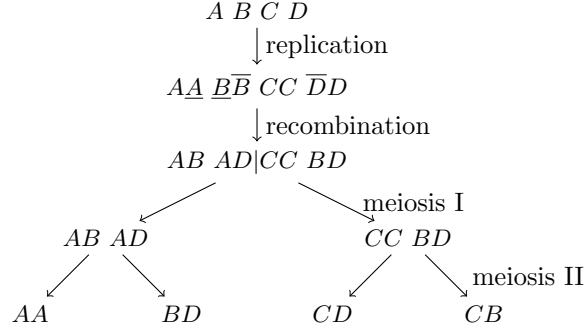 A B C D
replication
AA BB CC DD
recombination
AB AD|CC BD
meiosis I
AB AD CC BD
meiosis II
AA BD CD CB